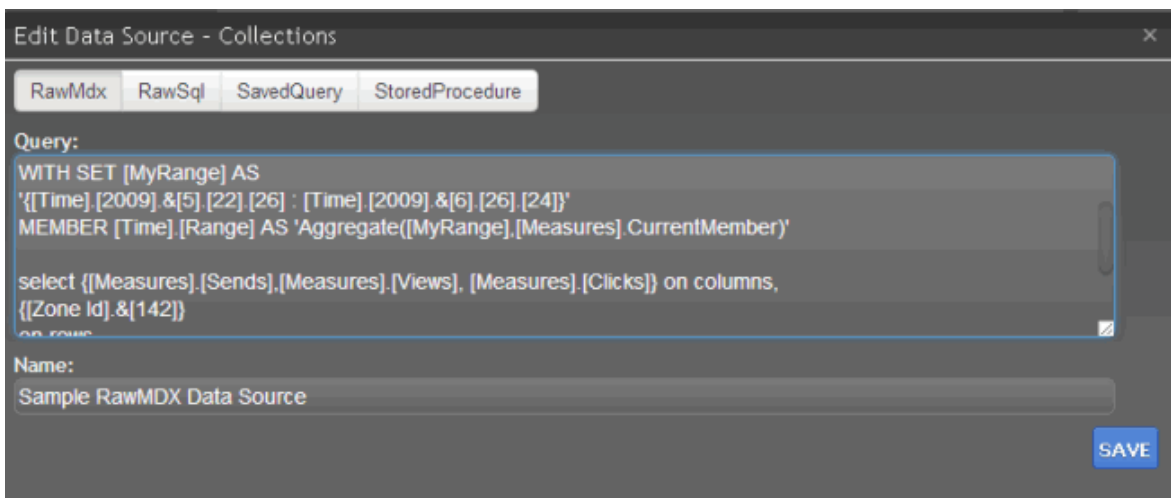 Edit Data Source - Collections ×
RawMdx RawSql SavedQuery StoredProcedure
Query:
WITH SET [MyRange] AS
'{[Time].[2009].&[5].[22].[26] : [Time].[2009].&[6].[26].[24]}'
MEMBER [Time].[Range] AS 'Aggregate([MyRange],[Measures].CurrentMember)'
select {[Measures].[Sends],[Measures].[Views], [Measures].[Clicks]} on columns,
{[Zone Id].&[142]}
on rows
Name:
Sample RawMDX Data Source
SAVE